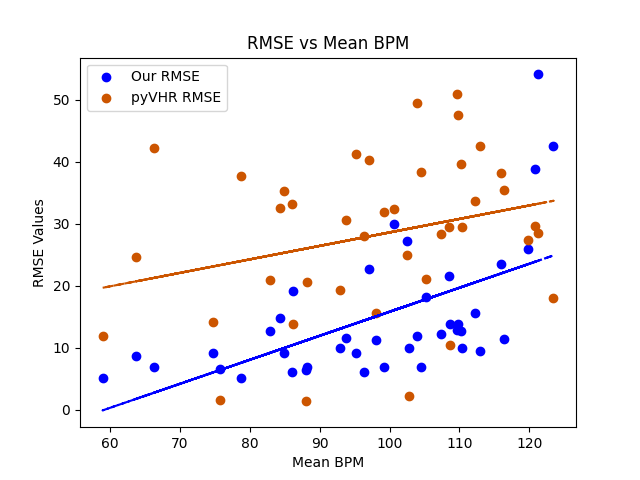 RMSE vs Mean BPM
Our RMSE
pyVHR RMSE
50
40
30
20
10
0
RMSE Values
60 70 80 90 100 110 120
Mean BPM